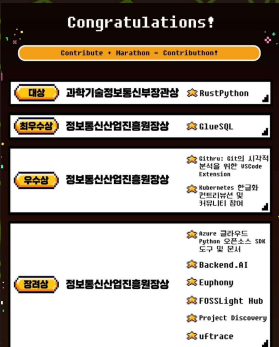 Congratulations!
Contribute + Marathon = Contributhon!
대상 과학기술정보통신부장관상 RustPython
최우수상 정보통신산업진흥원장상 GlueSQL
우수상 정보통신산업진흥원장상
Githru: Git의 시각적
분석을 위한 VSCode
Extension
Kubernetes 한글화
컨트리뷰션 및
커뮤니티 참여
장려상 정보통신산업진흥원장상
Azure 클라우드
Python 오픈소스 SDK
도구 및 문서
Backend.AI
Euphony
FOSSLight Hub
Project Discovery
uftrace